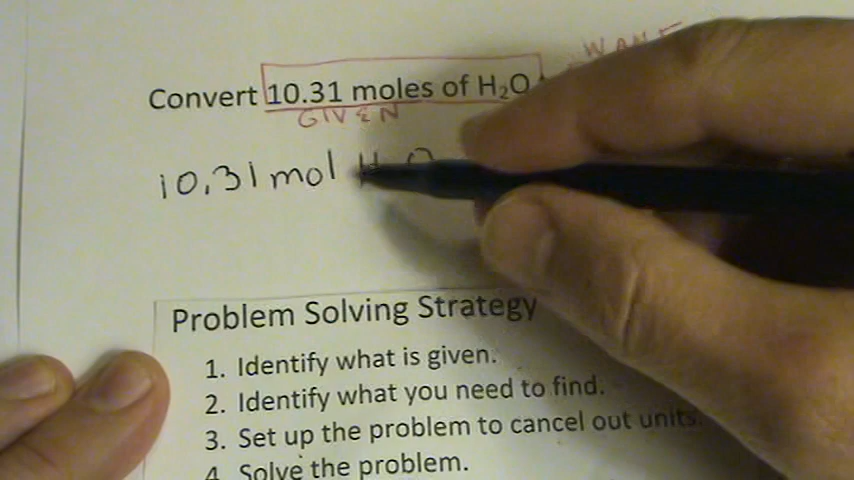 WANT
Convert 10.31 moles of H₂O
GIVEN
10.31 mol H O
Problem Solving Strategy
1. Identify what is given.
2. Identify what you need to find.
3. Set up the problem to cancel out units.
4. Solve the problem.